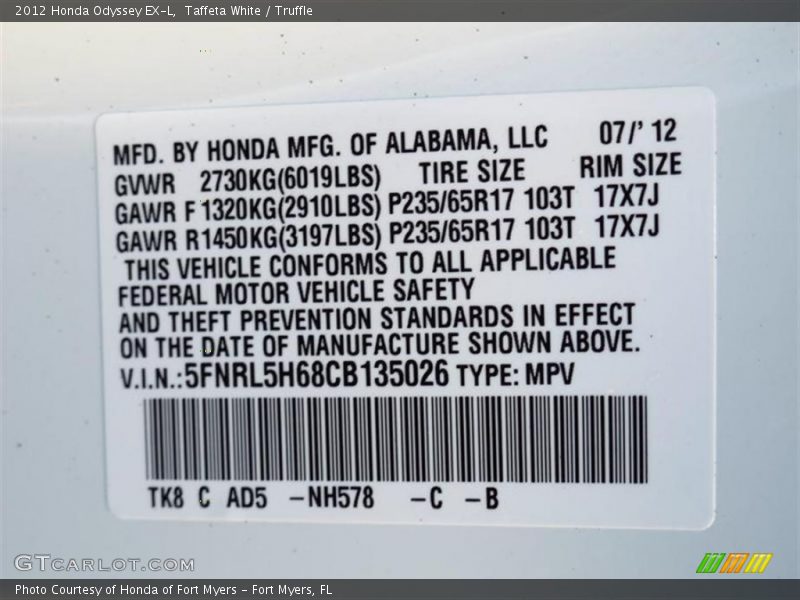 2012 Honda Odyssey EX-L,  Taffeta White / Truffle
MFD. BY HONDA MFG. OF ALABAMA, LLC 07/' 12
GVWR 2730KG(6019LBS) TIRE SIZE RIM SIZE
GAWR F 1320KG(2910LBS) P235/65R17 103T 17X7J
GAWR R1450KG(3197LBS) P235/65R17 103T 17X7J
THIS VEHICLE CONFORMS TO ALL APPLICABLE
FEDERAL MOTOR VEHICLE SAFETY
AND THEFT PREVENTION STANDARDS IN EFFECT
ON THE DATE OF MANUFACTURE SHOWN ABOVE.
V.I.N.:5FNRL5H68CB135026 TYPE: MPV
TK8 C AD5 -NH578 -C -B
GTCARLOT.COM
Photo Courtesy of Honda of Fort Myers - Fort Myers, FL